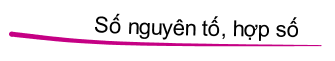 Số nguyên tố, hợp số